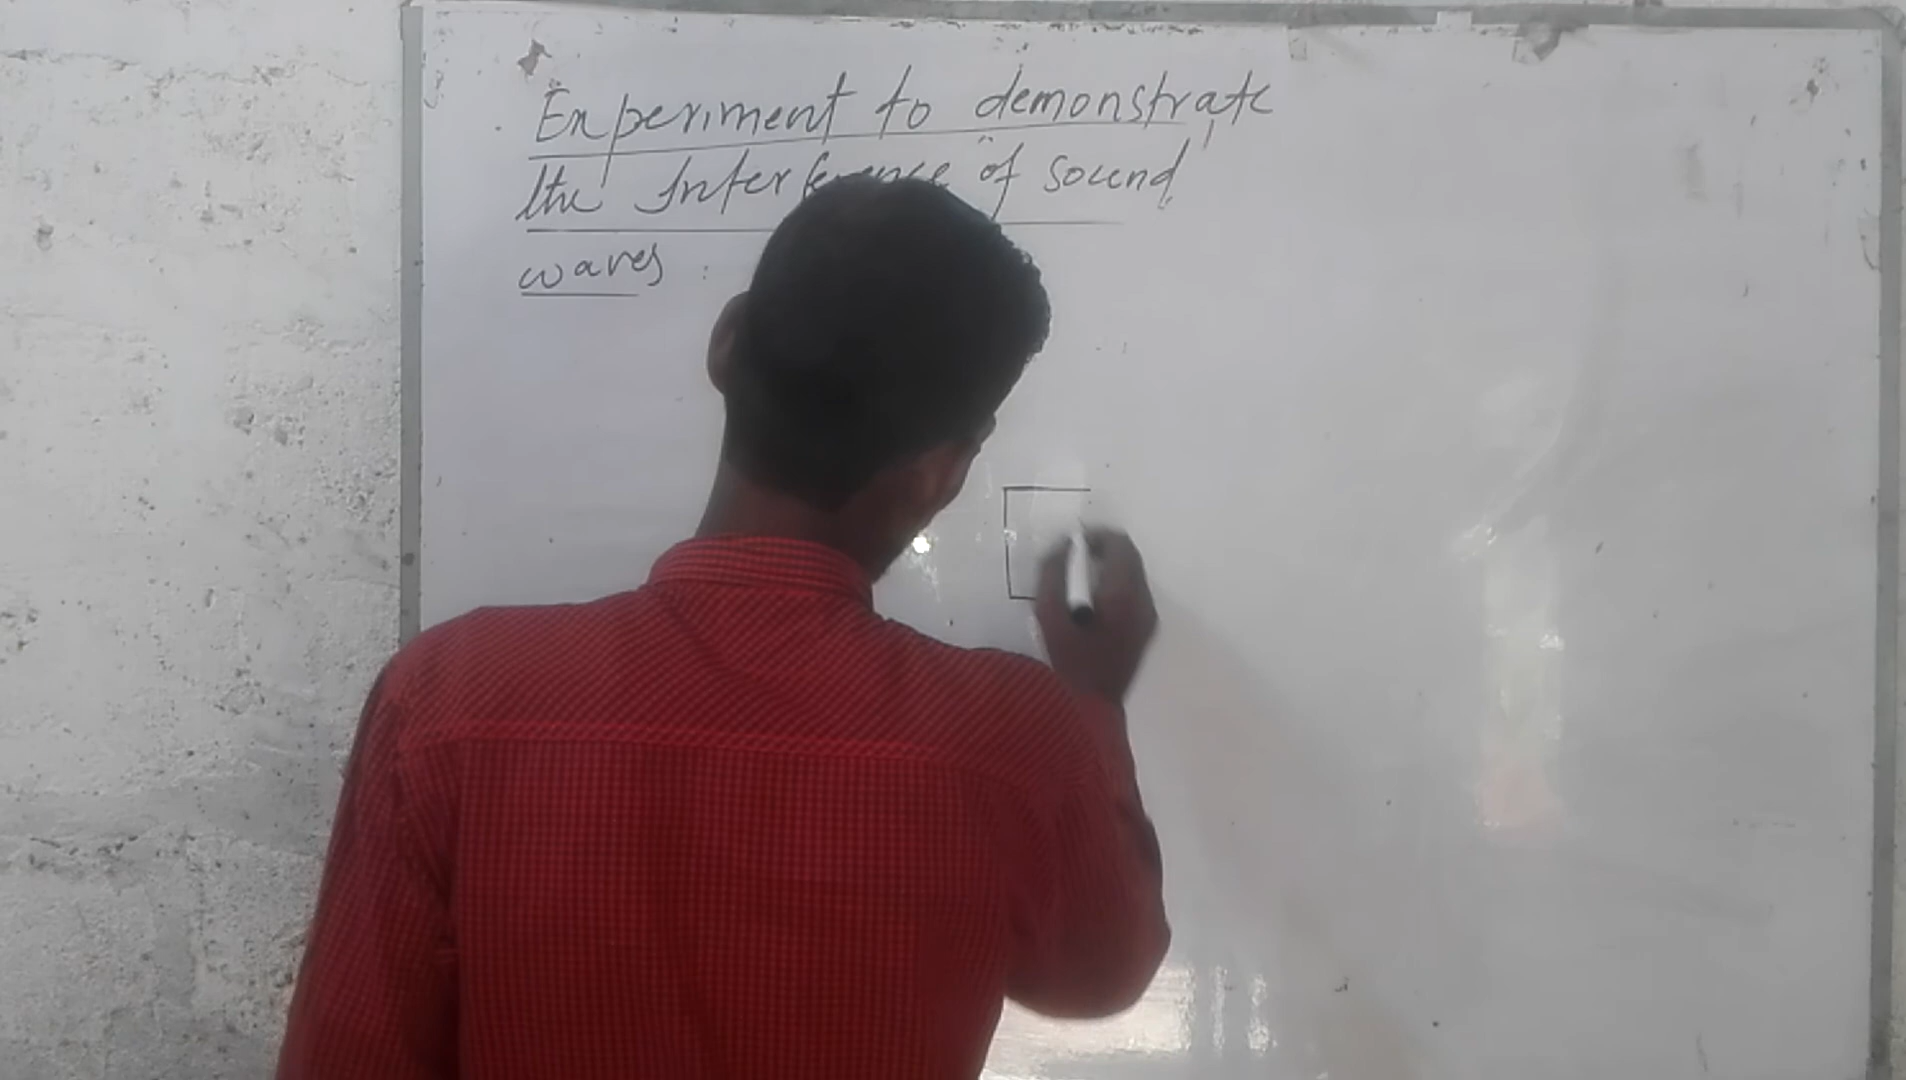 Experiment to demonstrate
the Interference of sound
waves :